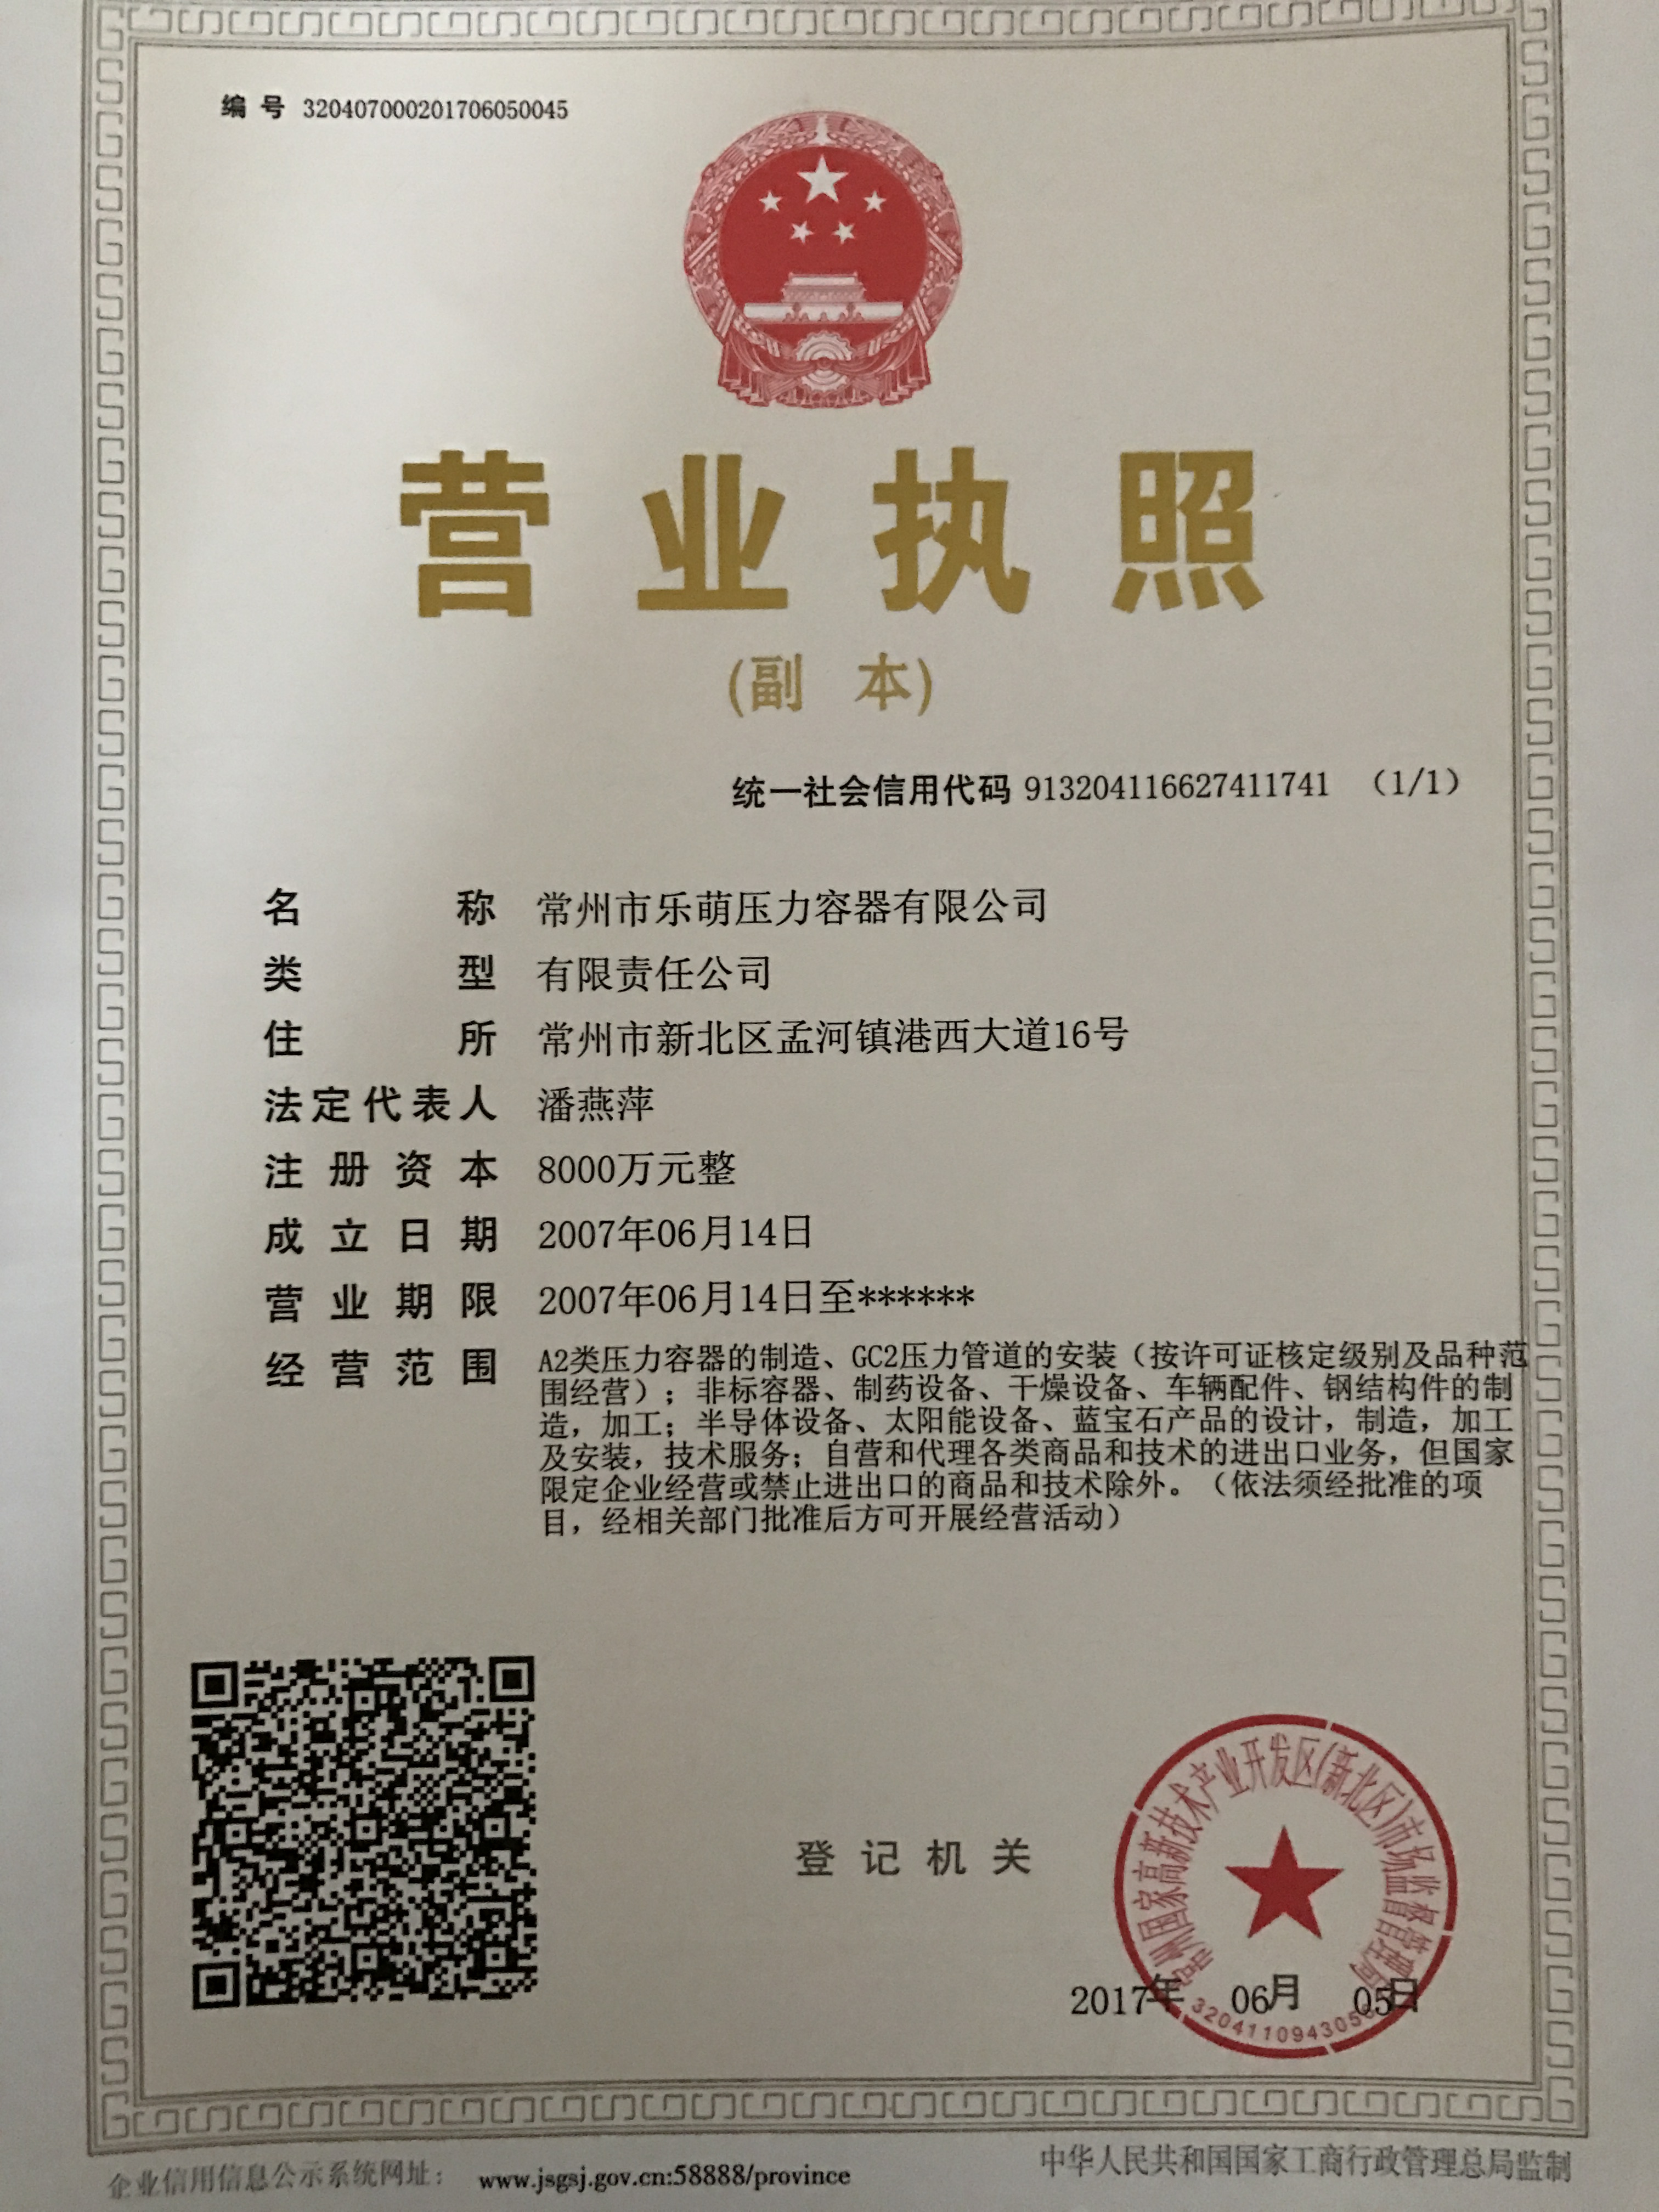 编 号 320407000201706050045
营业执照
(副 本)
统一社会信用代码 913204116627411741 （1/1）
名 称 常州市乐萌压力容器有限公司
类 型 有限责任公司
住 所 常州市新北区孟河镇港西大道16号
法定代表人 潘燕萍
注册资本 8000万元整
成立日期 2007年06月14日
营业期限 2007年06月14日至******
经营范围 A2类压力容器的制造、GC2压力管道的安装（按许可证核定级别及品种范
围经营）；非标容器、制药设备、干燥设备、车辆配件、钢结构件的制
造，加工；半导体设备、太阳能设备、蓝宝石产品的设计，制造，加工
及安装，技术服务；自营和代理各类商品和技术的进出口业务，但国家
限定企业经营或禁止进出口的商品和技术除外。（依法须经批准的项
目，经相关部门批准后方可开展经营活动）
常州国家高新技术产业开发区(新北区)市场监督管理局
登记机关
2017年 06月 05日
企业信用信息公示系统网址： www.jsgsj.gov.cn:58888/province
中华人民共和国国家工商行政管理总局监制